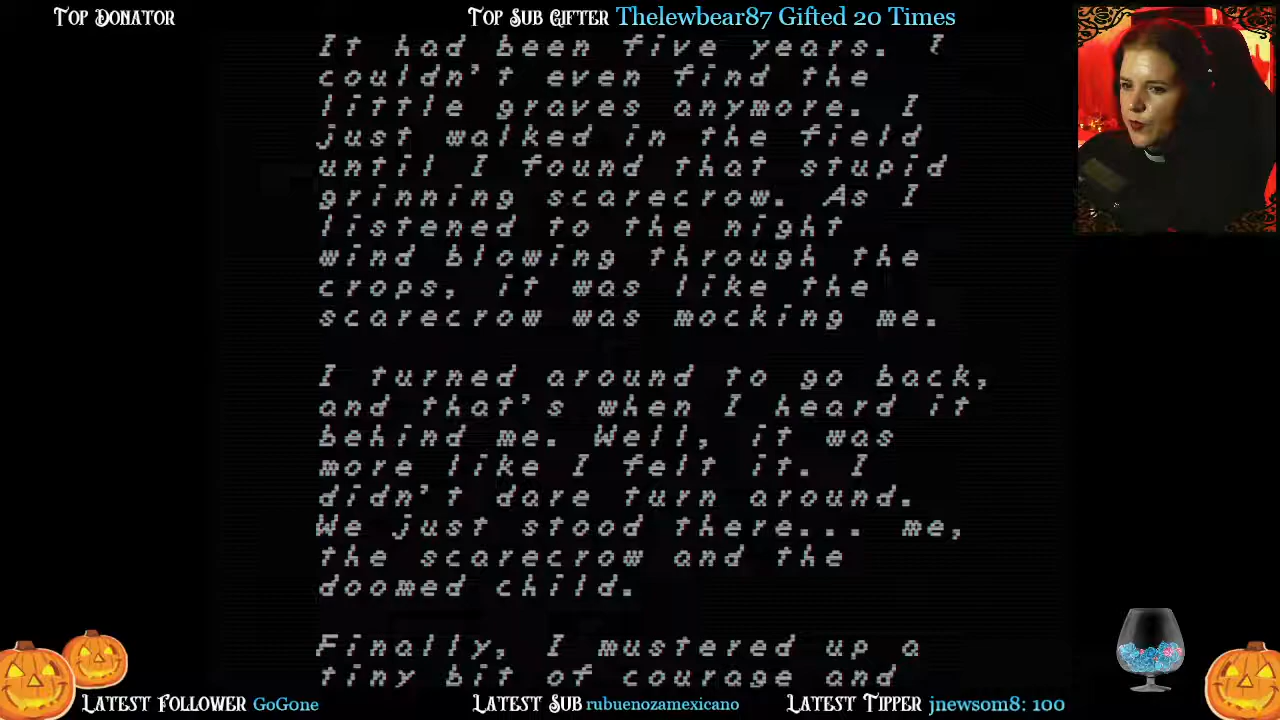 Top Donator
Top Sub Gifter Thelewbear87 Gifted 20 Times
It had been five years. I
couldn't even find the
little graves anymore. I
just walked in the field
until I found that stupid
grinning scarecrow. As I
listened to the night
wind blowing through the
crops, it was like the
scarecrow was mocking me.
I turned around to go back,
and that's when I heard it
behind me. Well, it was
more like I felt it. I
didn't dare turn around.
We just stood there... me,
the scarecrow and the
doomed child.
Finally, I mustered up a
tiny bit of courage and
Latest Follower GoGone
Latest Sub rubuenozamexicano
Latest Tipper jnewsom8: 100